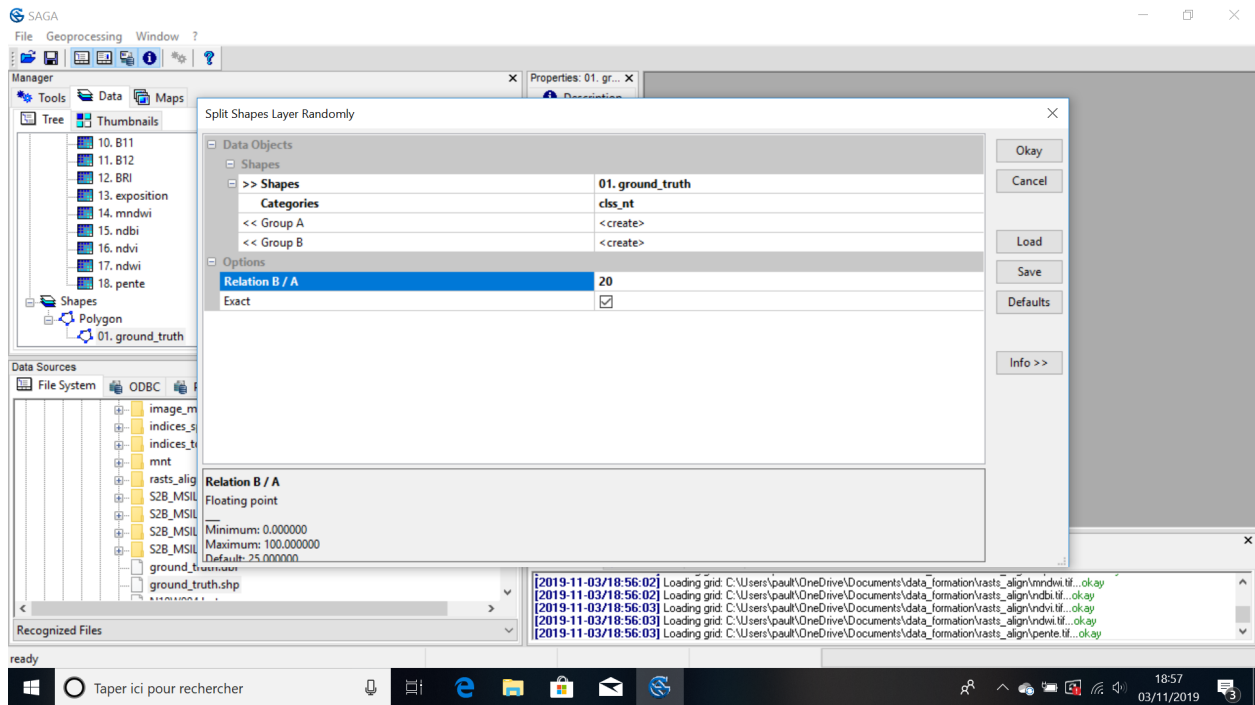 SAGA
File Geoprocessing Window ?
Manager
Tools Data Maps
Tree Thumbnails
10. B11
11. B12
12. BRI
13. exposition
14. mndwi
15. ndbi
16. ndvi
17. ndwi
18. pente
Shapes
Polygon
01. ground_truth
Properties: 01. gr...
Description
Split Shapes Layer Randomly
Data Objects
Shapes
>> Shapes 01. ground_truth
Categories clss_nt
<< Group A <create>
<< Group B <create>
Options
Relation B / A 20
Exact
Okay
Cancel
Load
Save
Defaults
Info >>
Relation B / A
Floating point
Minimum: 0.000000
Maximum: 100.000000
Default: 25.000000
Data Sources
File System ODBC
image_m
indices_s
indices_t
mnt
rasts_alig
S2B_MSIL
S2B_MSIL
S2B_MSIL
S2B_MSIL
ground_truth.dbf
ground_truth.shp
Recognized Files
[2019-11-03/18:56:02] Loading grid: C:\Users\pault\OneDrive\Documents\data_formation\rasts_align\mndwi.tif...okay
[2019-11-03/18:56:02] Loading grid: C:\Users\pault\OneDrive\Documents\data_formation\rasts_align\ndbi.tif...okay
[2019-11-03/18:56:03] Loading grid: C:\Users\pault\OneDrive\Documents\data_formation\rasts_align\ndvi.tif...okay
[2019-11-03/18:56:03] Loading grid: C:\Users\pault\OneDrive\Documents\data_formation\rasts_align\ndwi.tif...okay
[2019-11-03/18:56:03] Loading grid: C:\Users\pault\OneDrive\Documents\data_formation\rasts_align\pente.tif...okay
ready
Taper ici pour rechercher
18:57
03/11/2019
3